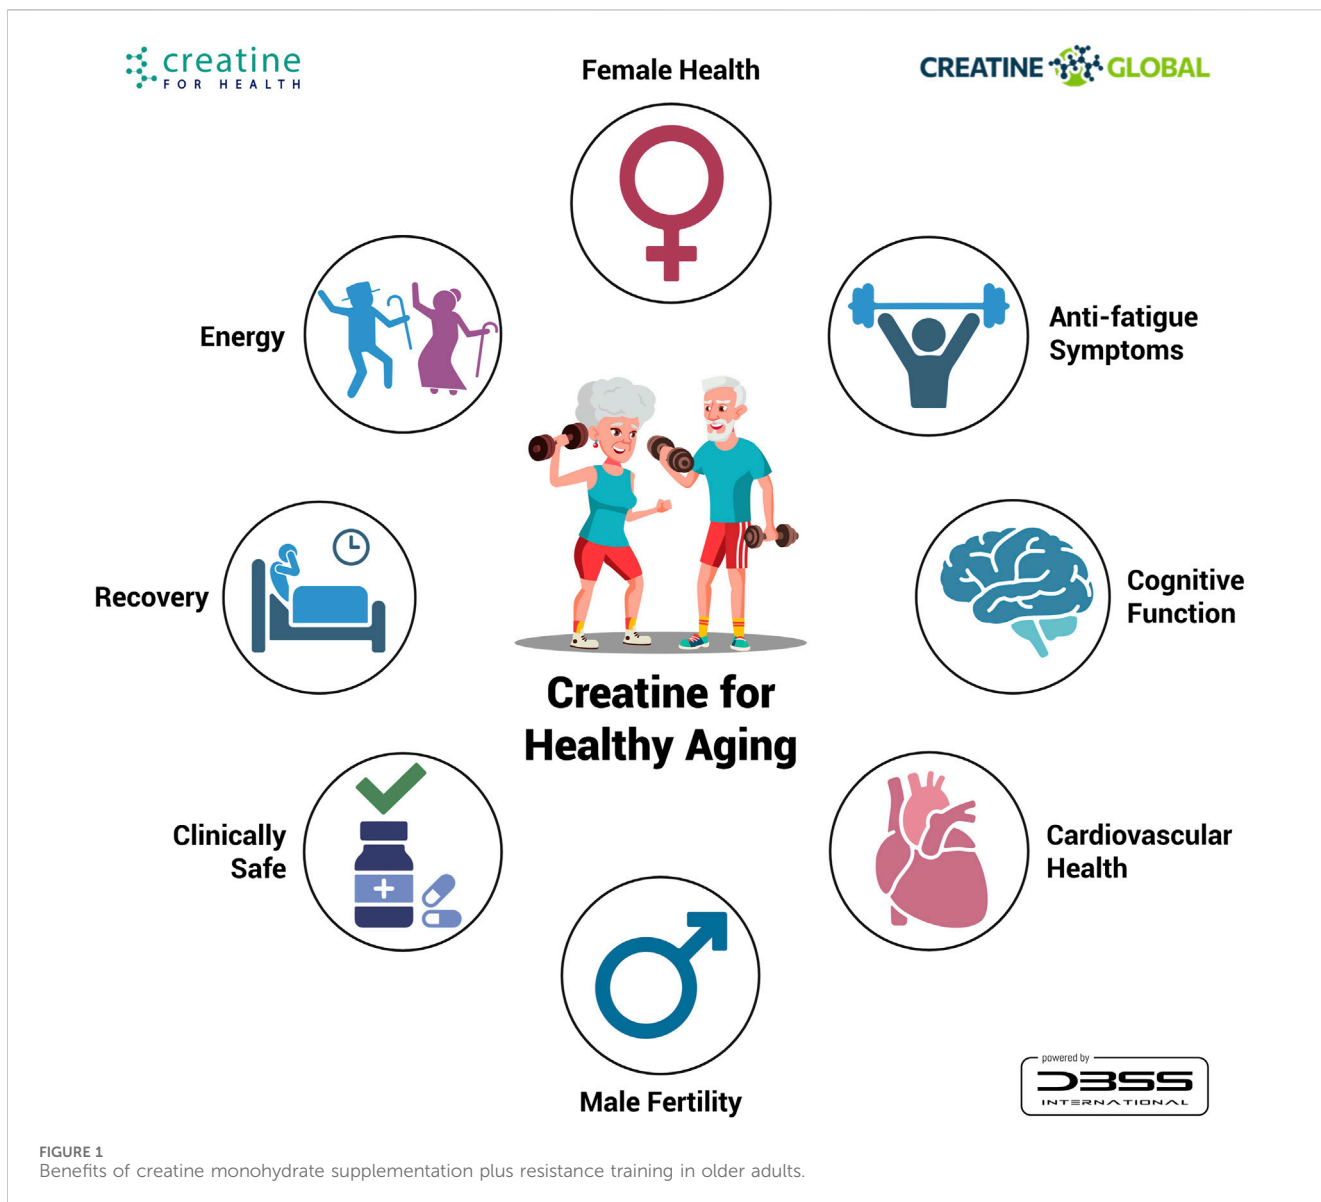 creatine
FOR HEALTH
Female Health
CREATINE GLOBAL
Energy
Anti-fatigue
Symptoms
Recovery
Cognitive
Function
Creatine for
Healthy Aging
Clinically
Safe
Cardiovascular
Health
Male Fertility
powered by
DBSS
INTERNATIONAL
FIGURE 1
Benefits of creatine monohydrate supplementation plus resistance training in older adults.